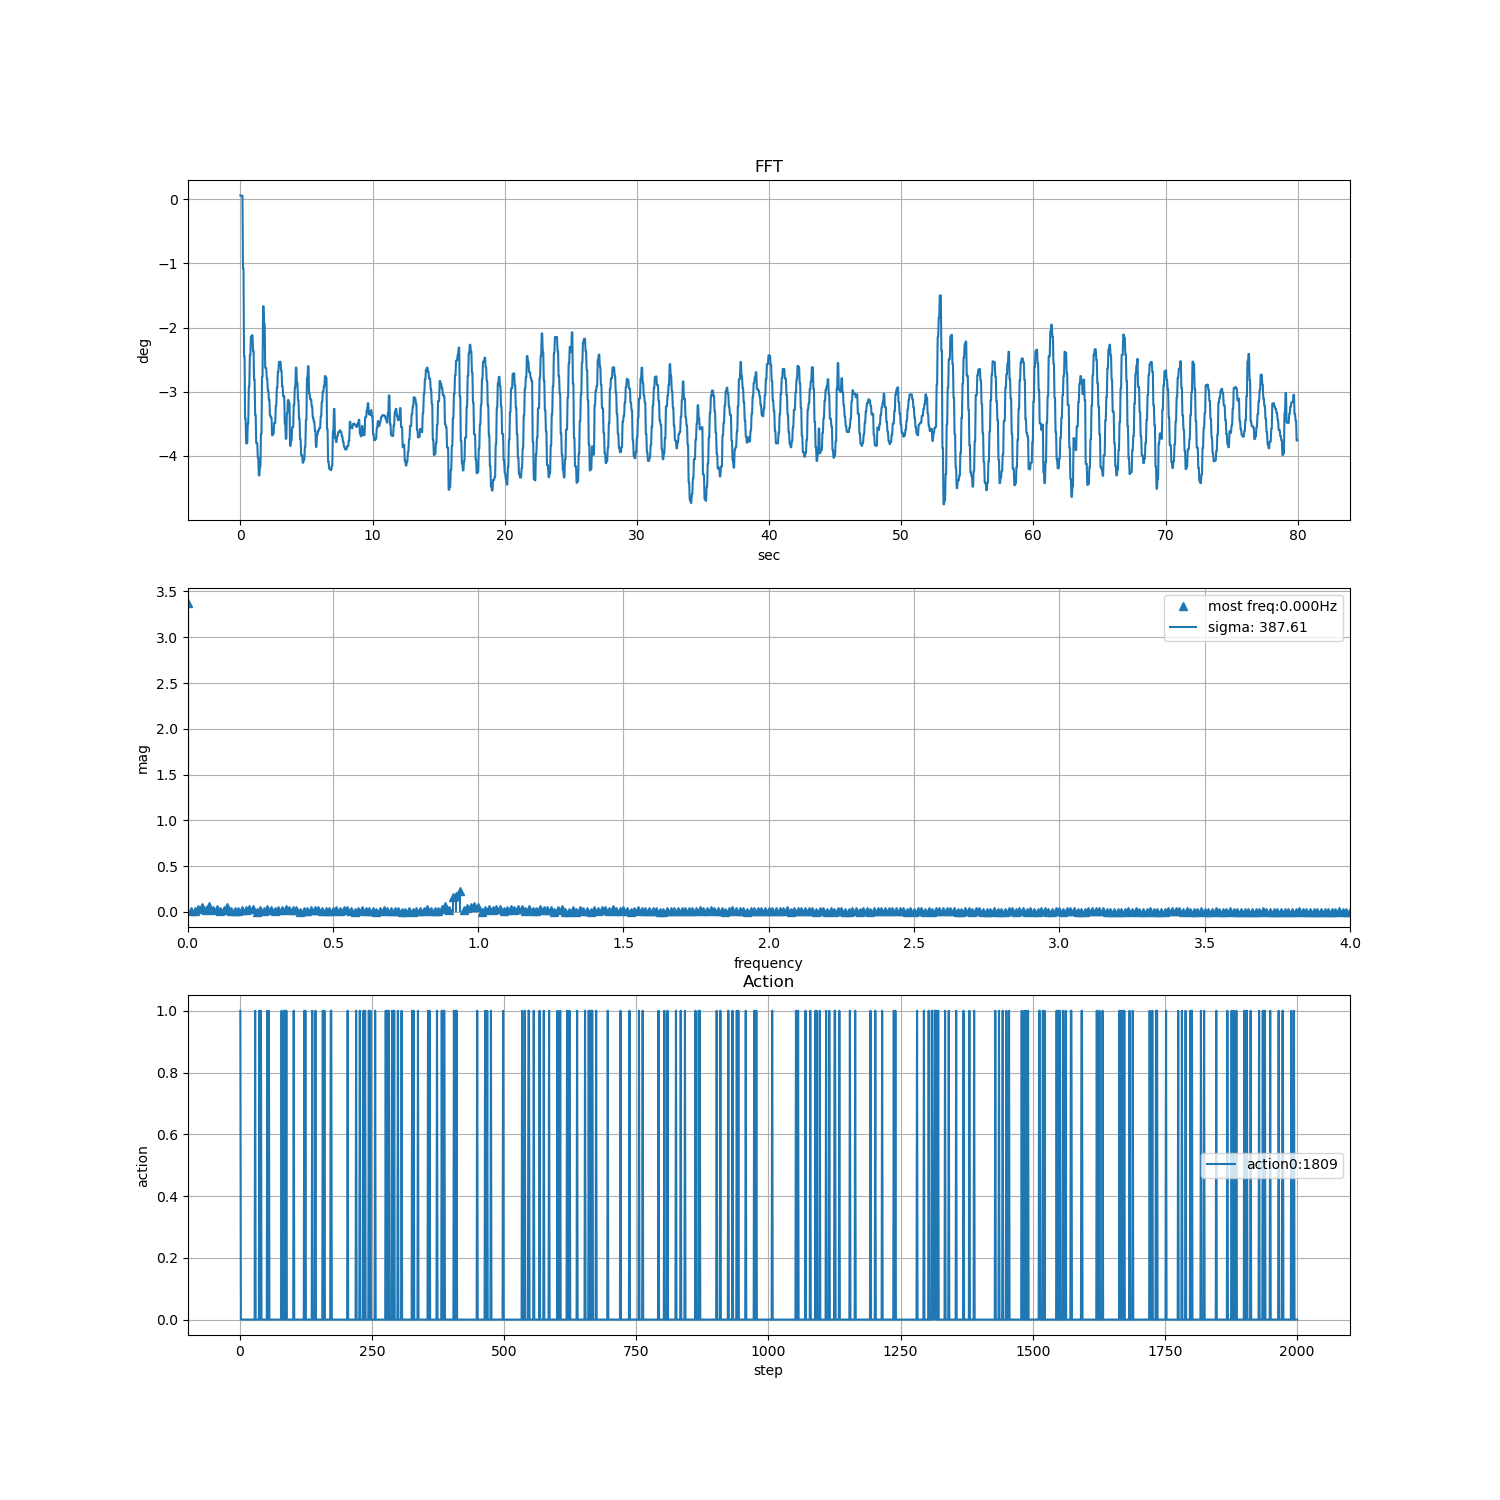 FFT
0
−1
−2
−3
−4
deg
0 10 20 30 40 50 60 70 80
sec
3.5
3.0
2.5
2.0
1.5
1.0
0.5
0.0
mag
most freq:0.000Hz
sigma: 387.61
0.0 0.5 1.0 1.5 2.0 2.5 3.0 3.5 4.0
frequency
Action
1.0
0.8
0.6
0.4
0.2
0.0
action
action0:1809
0 250 500 750 1000 1250 1500 1750 2000
step